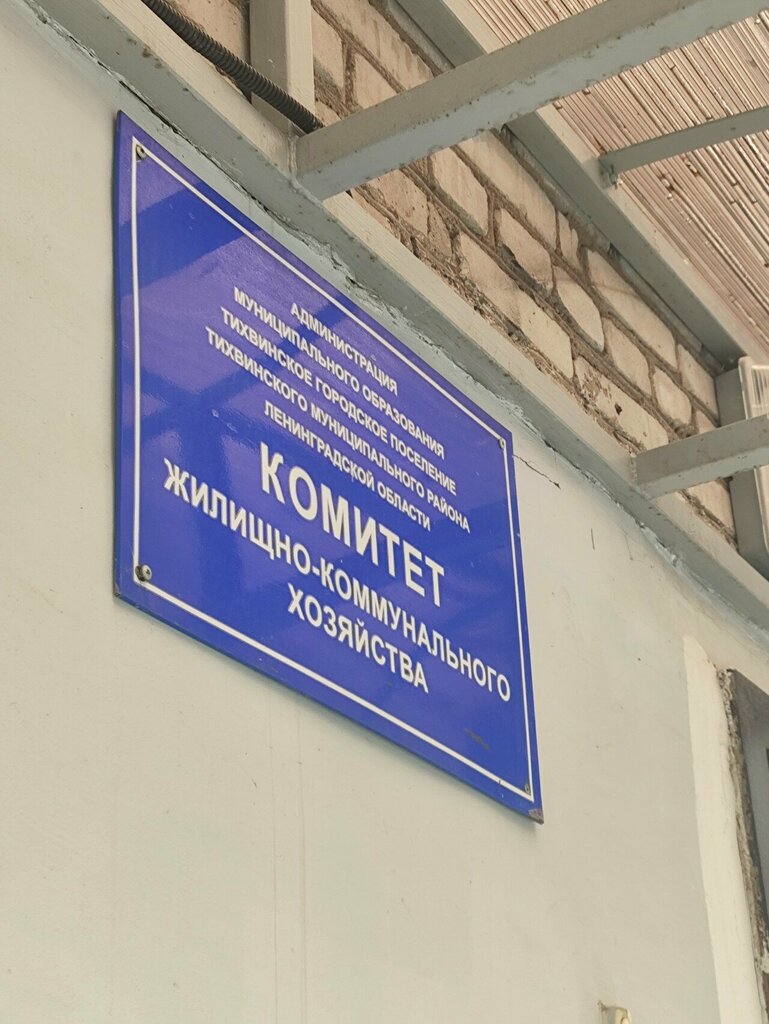 АДМИНИСТРАЦИЯ
МУНИЦИПАЛЬНОГО ОБРАЗОВАНИЯ
ТИХВИНСКОЕ ГОРОДСКОЕ ПОСЕЛЕНИЕ
ТИХВИНСКОГО МУНИЦИПАЛЬНОГО РАЙОНА
ЛЕНИНГРАДСКОЙ ОБЛАСТИ
КОМИТЕТ
ЖИЛИЩНО-КОММУНАЛЬНОГО
ХОЗЯЙСТВА